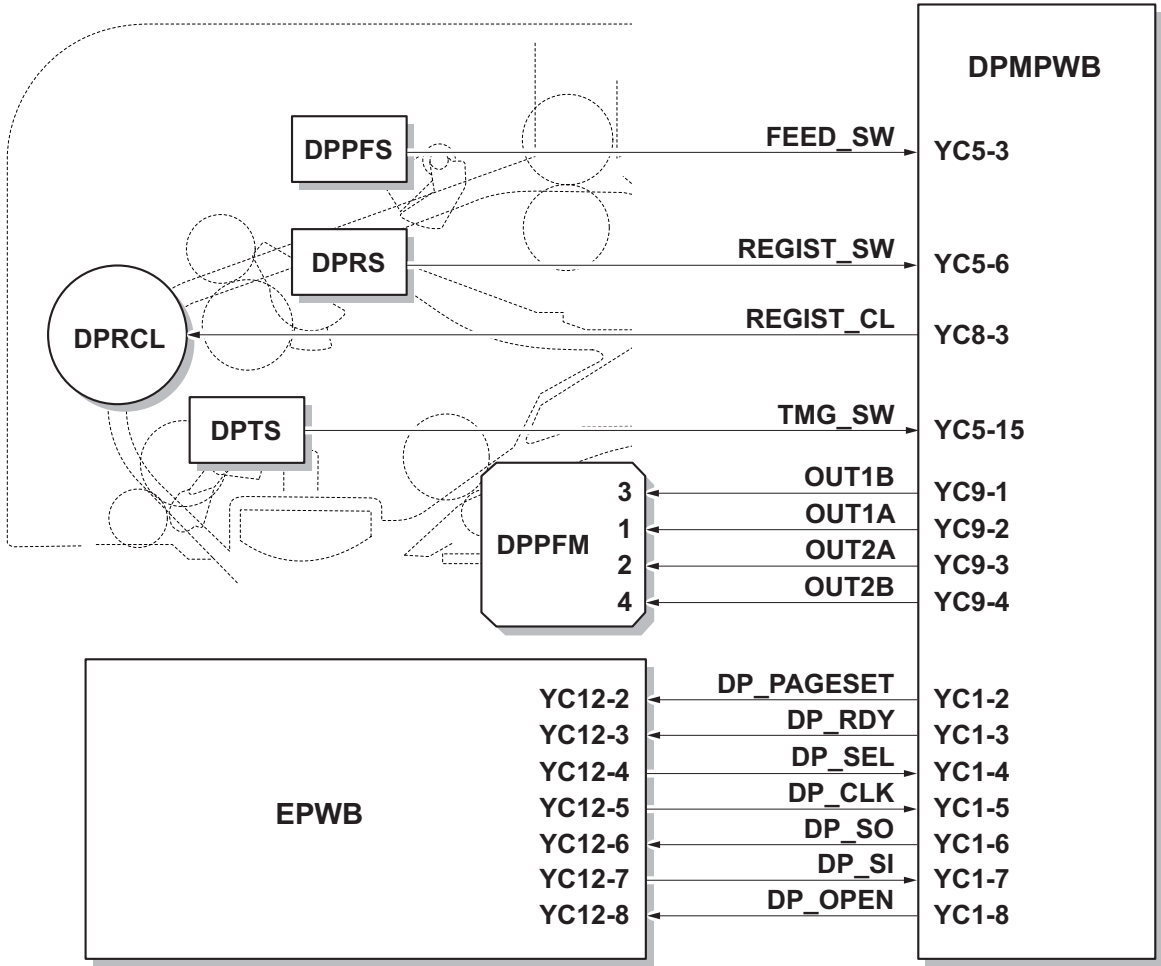 DPMPWB
DPPFS FEED_SW YC5-3
DPRS REGIST_SW YC5-6
DPRCL REGIST_CL YC8-3
DPTS TMG_SW YC5-15
DPPFM
3 OUT1B YC9-1
1 OUT1A YC9-2
2 OUT2A YC9-3
4 OUT2B YC9-4
EPWB
YC12-2 DP_PAGESET YC1-2
YC12-3 DP_RDY YC1-3
YC12-4 DP_SEL YC1-4
YC12-5 DP_CLK YC1-5
YC12-6 DP_SO YC1-6
YC12-7 DP_SI YC1-7
YC12-8 DP_OPEN YC1-8